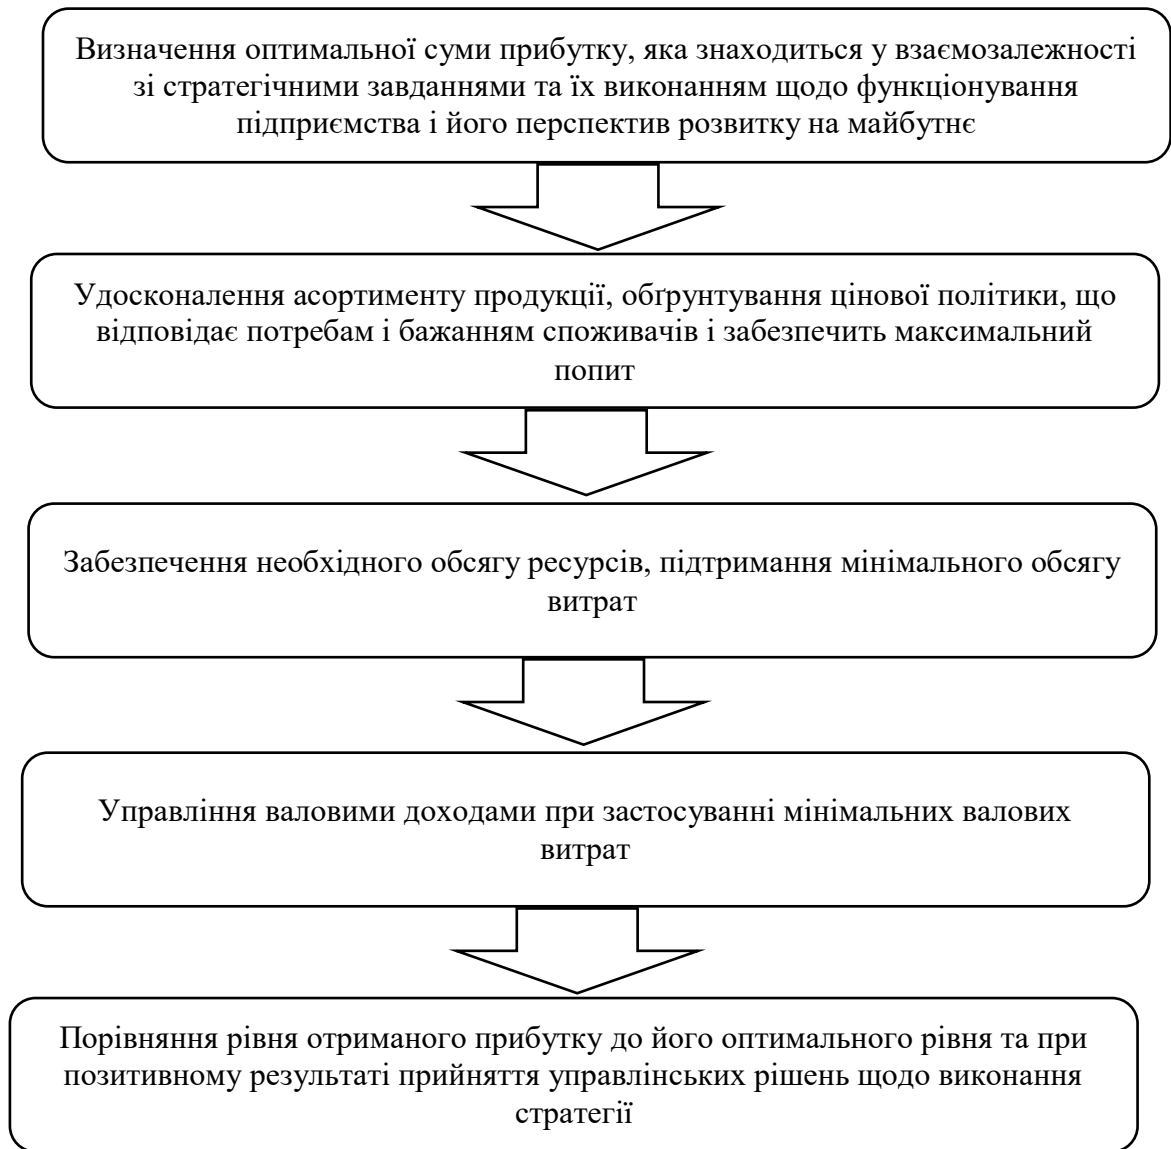 Визначення оптимальної суми прибутку, яка знаходиться у взаємозалежності
зі стратегічними завданнями та їх виконанням щодо функціонування
підприємства і його перспектив розвитку на майбутнє
Удосконалення асортименту продукції, обґрунтування цінової політики, що
відповідає потребам і бажанням споживачів і забезпечить максимальний
попит
Забезпечення необхідного обсягу ресурсів, підтримання мінімального обсягу
витрат
Управління валовими доходами при застосуванні мінімальних валових
витрат
Порівняння рівня отриманого прибутку до його оптимального рівня та при
позитивному результаті прийняття управлінських рішень щодо виконання
стратегії